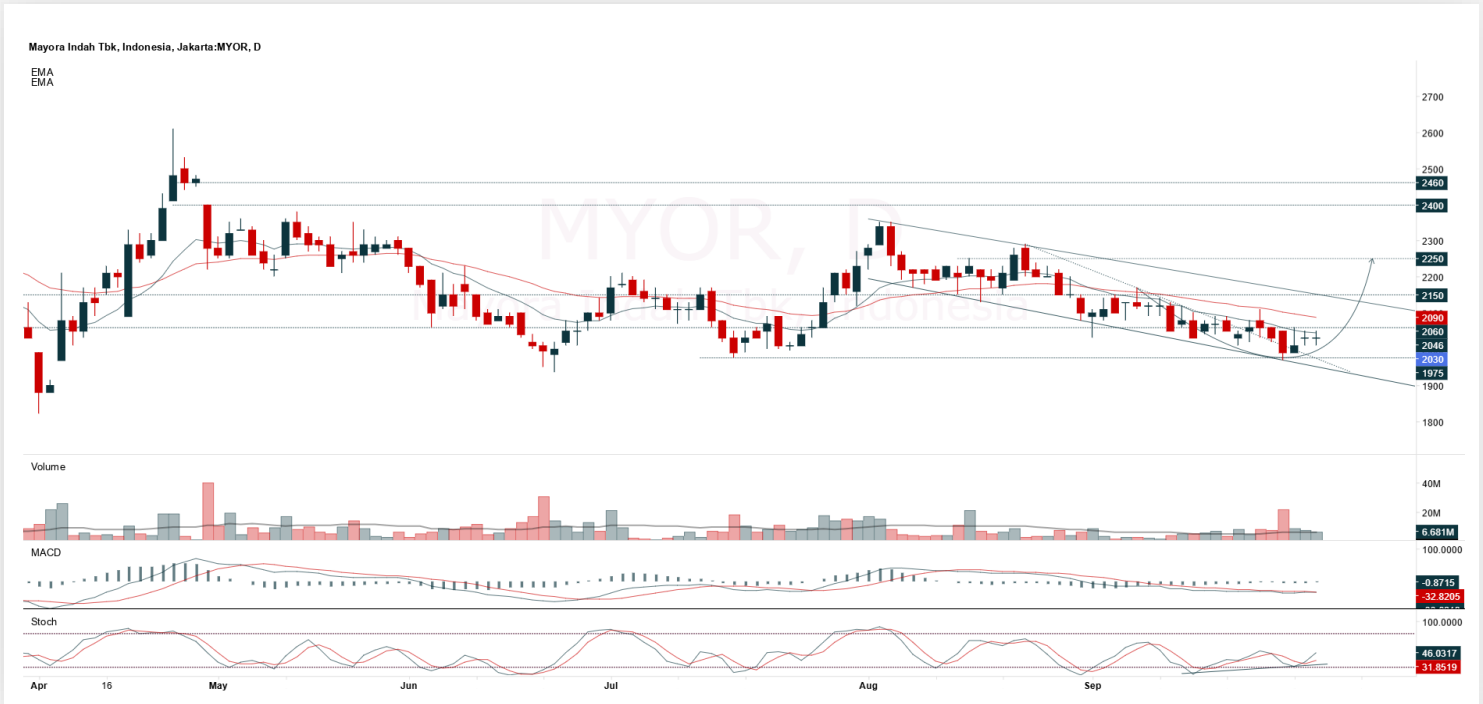 Mayora Indah Tbk, Indonesia, Jakarta:MYOR, D
EMA
EMA
MYOR, D
Mayora Indah Tbk, Indonesia
2700
2600
2500
2460
2400
2300
2250
2200
2150
2090
2060
2046
2030
1975
1900
1800
Volume
40M
20M
6.681M
MACD
100.0000
-0.8715
-32.8205
Stoch
100.0000
46.0317
31.8519
Apr 16 May Jun Jul Aug Sep